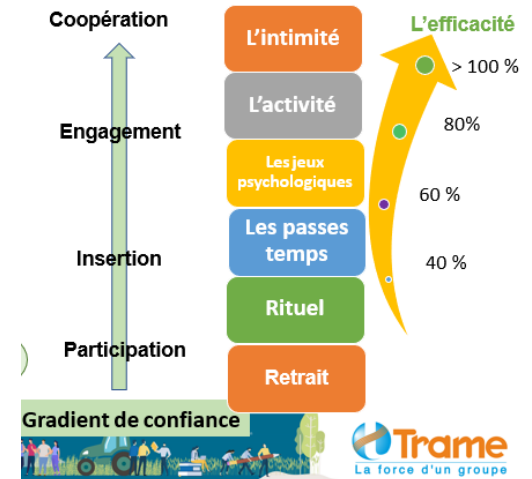 Coopération
L'intimité
L'efficacité
> 100 %
L'activité
80%
Engagement
Les jeux
psychologiques
60 %
Les passes
temps
Insertion
40 %
Rituel
Participation
Retrait
Gradient de confiance
Trame
La force d'un groupe